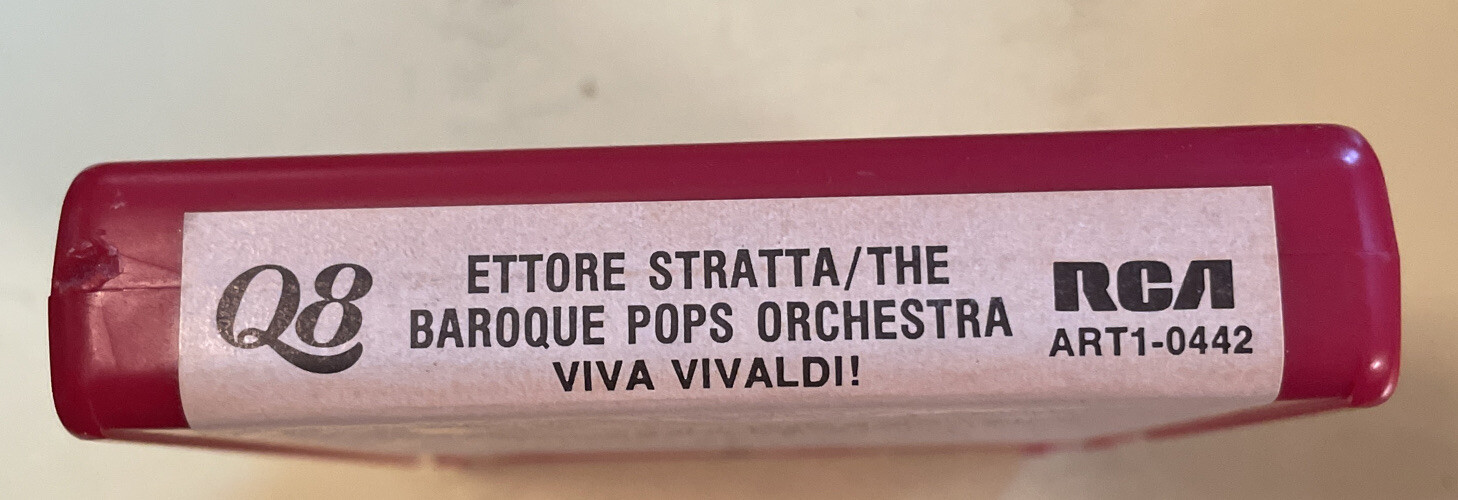 Q8
ETTORE STRATTA/THE
BAROQUE POPS ORCHESTRA
VIVA VIVALDI!
RCA
ART1-0442